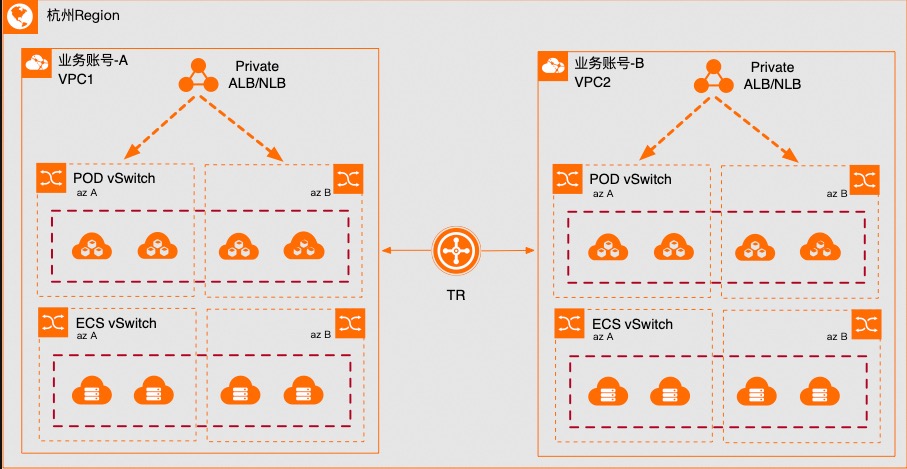 杭州Region
业务账号-A
VPC1
Private
ALB/NLB
POD vSwitch
az A
az B
ECS vSwitch
az A
az B
TR
业务账号-B
VPC2
Private
ALB/NLB
POD vSwitch
az A
az B
ECS vSwitch
az A
az B